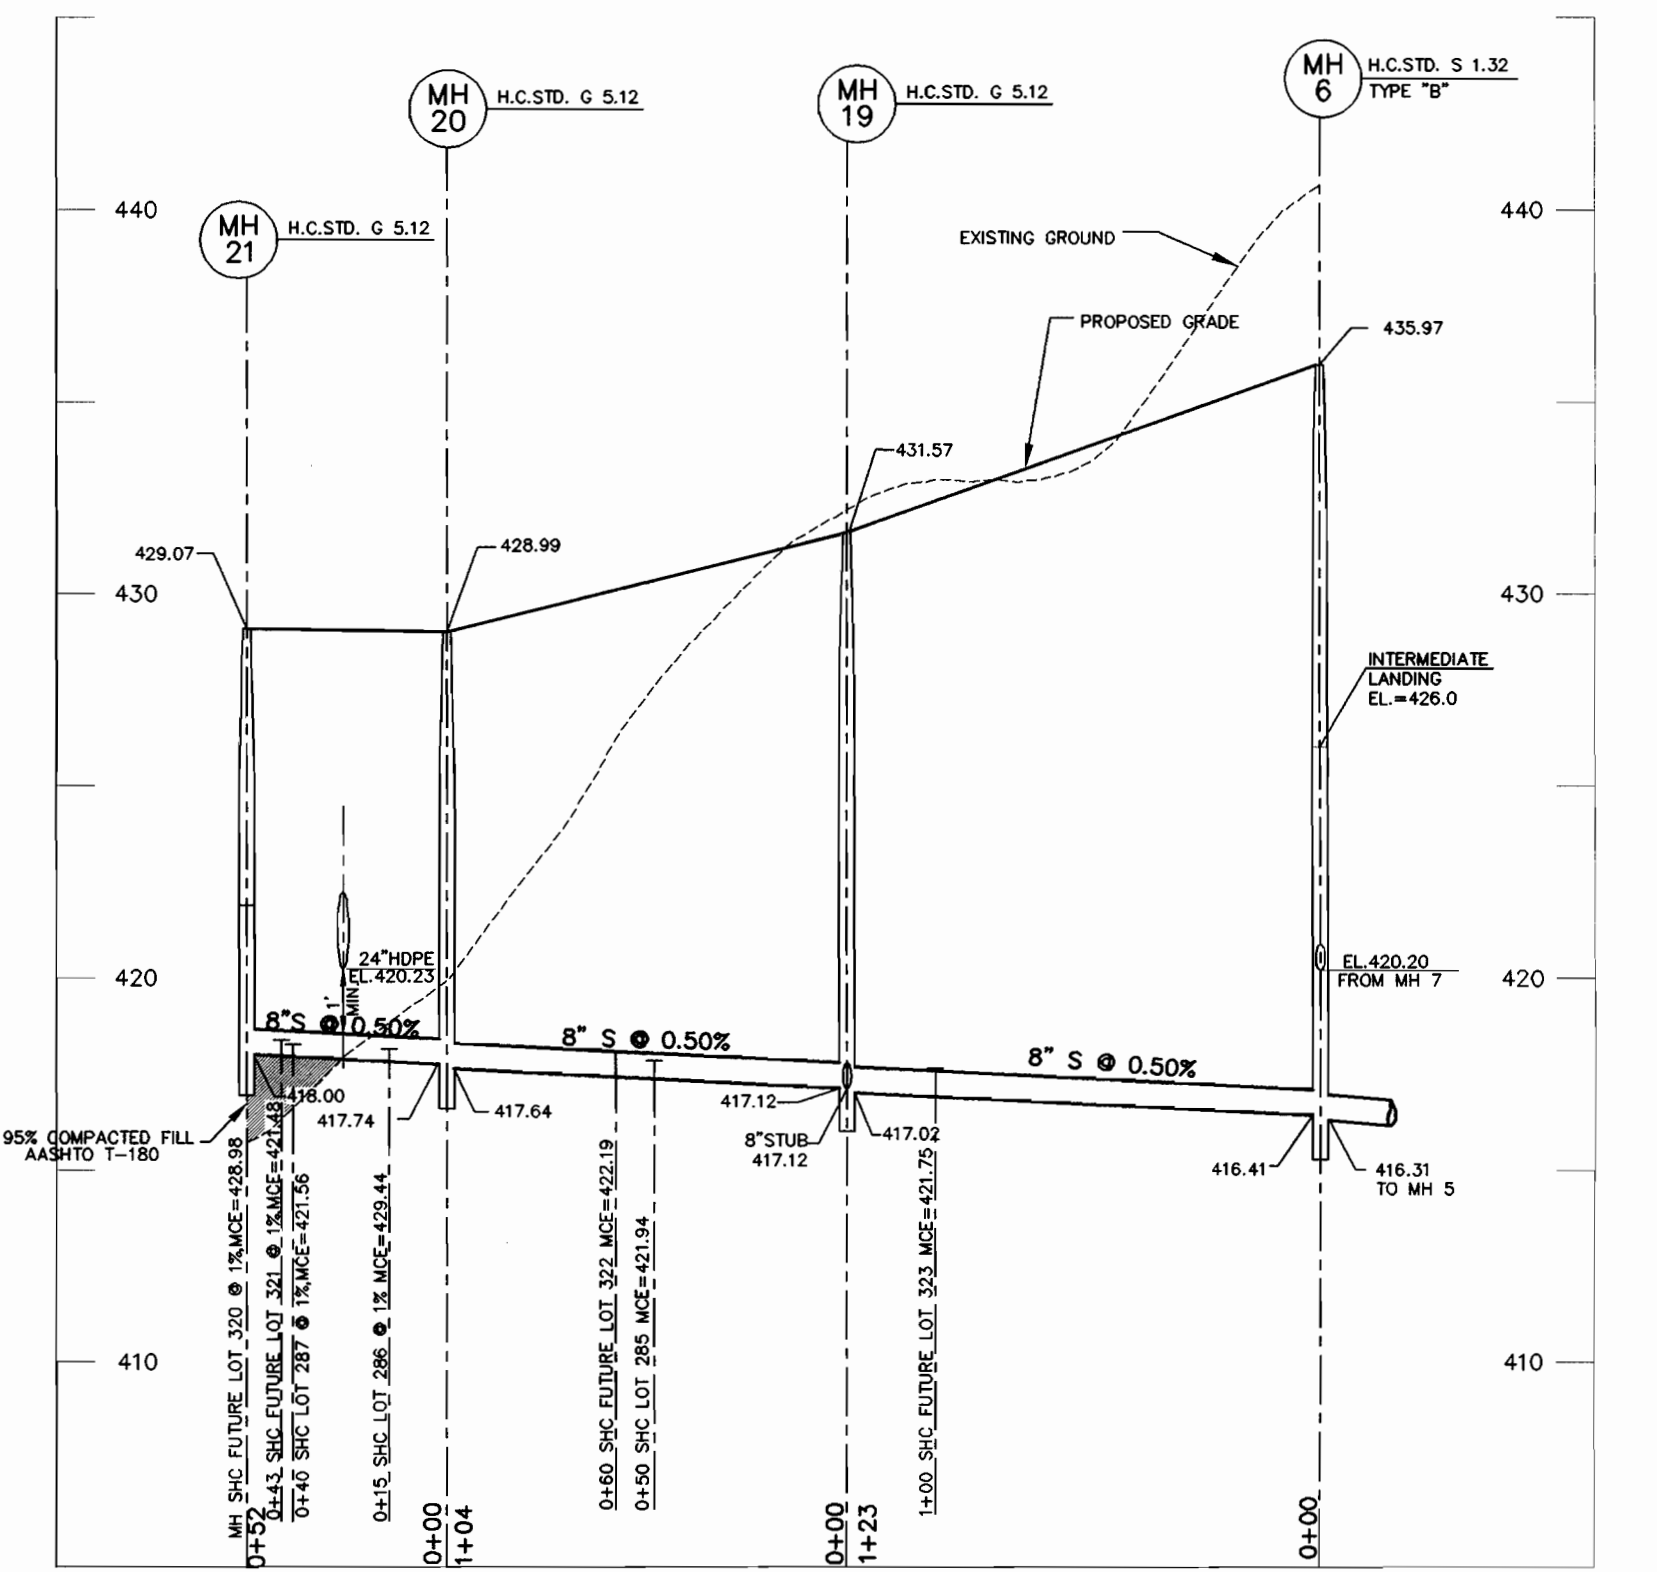 MH
6
H.C.STD. S 1.32
TYPE "B"
MH
20
H.C.STD. G 5.12
MH
19
H.C.STD. G 5.12
440
440
MH
21
H.C.STD. G 5.12
EXISTING GROUND
PROPOSED GRADE
435.97
431.57
429.07
428.99
430
430
INTERMEDIATE
LANDING
EL.=426.0
24"HDPE
EL.420.23
1'
MIN.
420
420
EL.420.20
FROM MH 7
8"S @ 0.50%
8" S @ 0.50%
8" S @ 0.50%
418.00
417.74
417.64
417.12
8"STUB
417.12
417.02
416.41
416.31
TO MH 5
95% COMPACTED FILL
AASHTO T-180
410
410
MH SHC FUTURE LOT 320 @ 1%,MCE=428.98
0+43 SHC FUTURE LOT 321 @ 1%,MCE=421.48
0+40 SHC LOT 287 @ 1%,MCE=421.56
0+15 SHC LOT 286 @ 1% MCE=429.44
0+60 SHC FUTURE LOT 322 MCE=422.19
0+50 SHC LOT 285 MCE=421.94
1+00 SHC FUTURE LOT 323 MCE=421.75
0+52
0+00
1+04
0+00
1+23
0+00